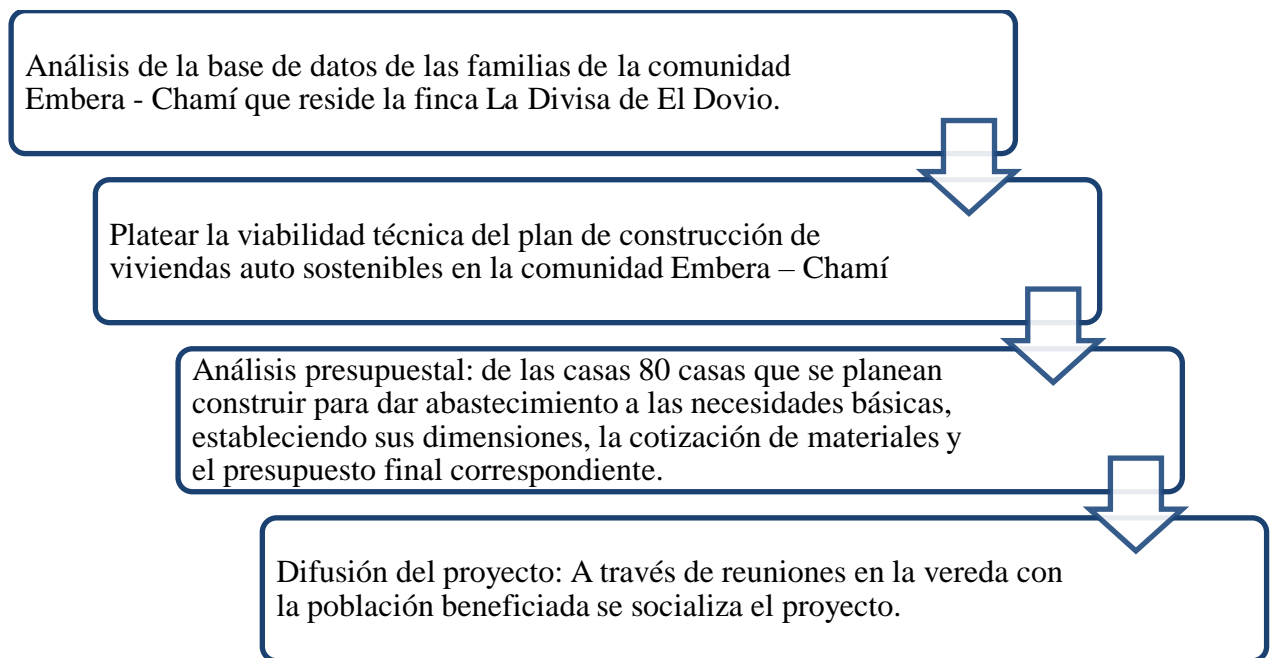 Análisis de la base de datos de las familias de la comunidad
Embera - Chamí que reside la finca La Divisa de El Dovio.
Platear la viabilidad técnica del plan de construcción de
viviendas auto sostenibles en la comunidad Embera – Chamí
Análisis presupuestal: de las casas 80 casas que se planean
construir para dar abastecimiento a las necesidades básicas,
estableciendo sus dimensiones, la cotización de materiales y
el presupuesto final correspondiente.
Difusión del proyecto: A través de reuniones en la vereda con
la población beneficiada se socializa el proyecto.